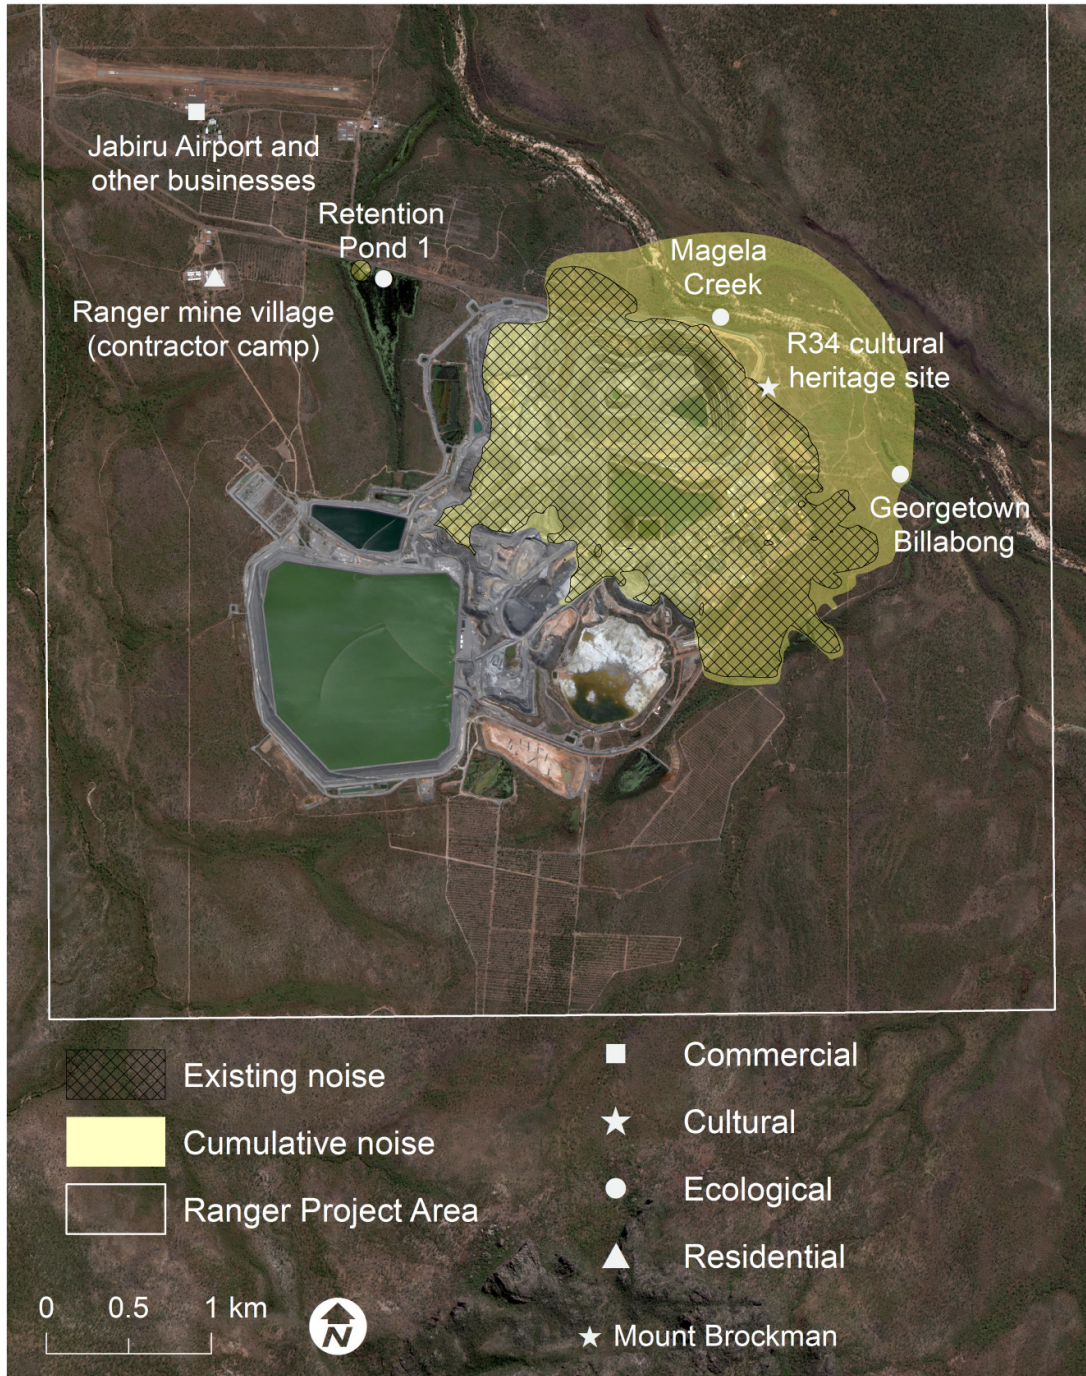 Jabiru Airport and
other businesses
Retention
Pond 1
Magela
Creek
Ranger mine village
(contractor camp)
R34 cultural
heritage site
Georgetown
Billabong
Existing noise
Cumulative noise
Ranger Project Area
Commercial
Cultural
Ecological
Residential
0 0.5 1 km
N
Mount Brockman